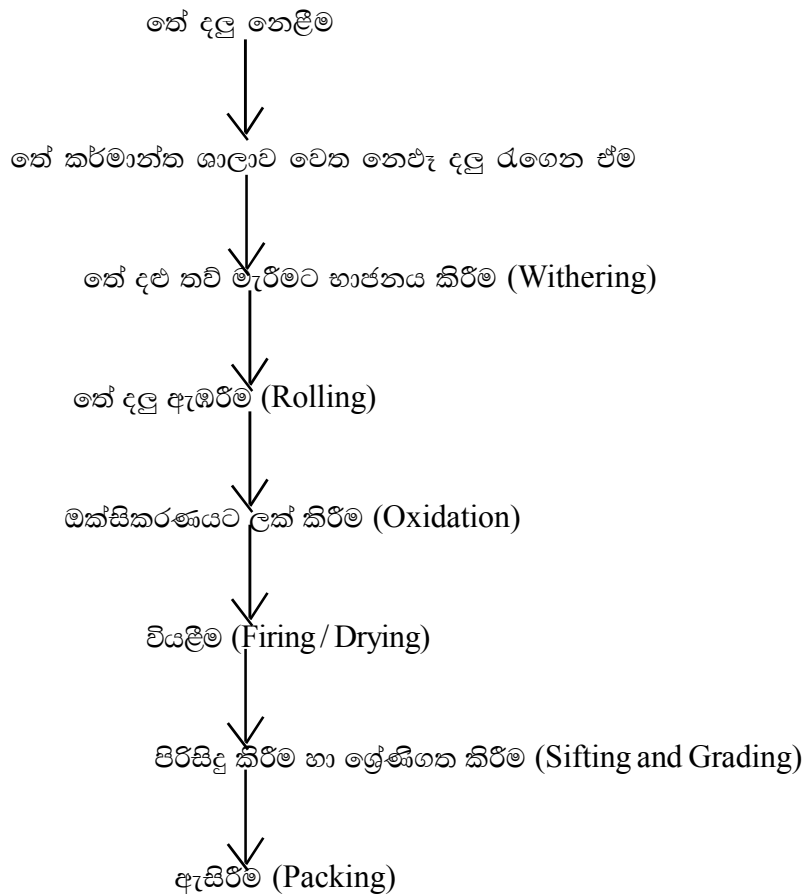 තේ දලු නෙළීම
තේ කර්මාන්ත ශාලාව වෙත නෙළූ දලු රැගෙන ඒම
තේ දළු තව් මැරීමට භාජනය කිරීම (Withering)
තේ දලු ඇඹරීම (Rolling)
ඔක්සිකරණයට ලක් කිරීම (Oxidation)
වියළීම (Firing / Drying)
පිරිසිදු කිරීම හා ශ්‍රේණිගත කිරීම (Sifting and Grading)
ඇසිරීම (Packing)